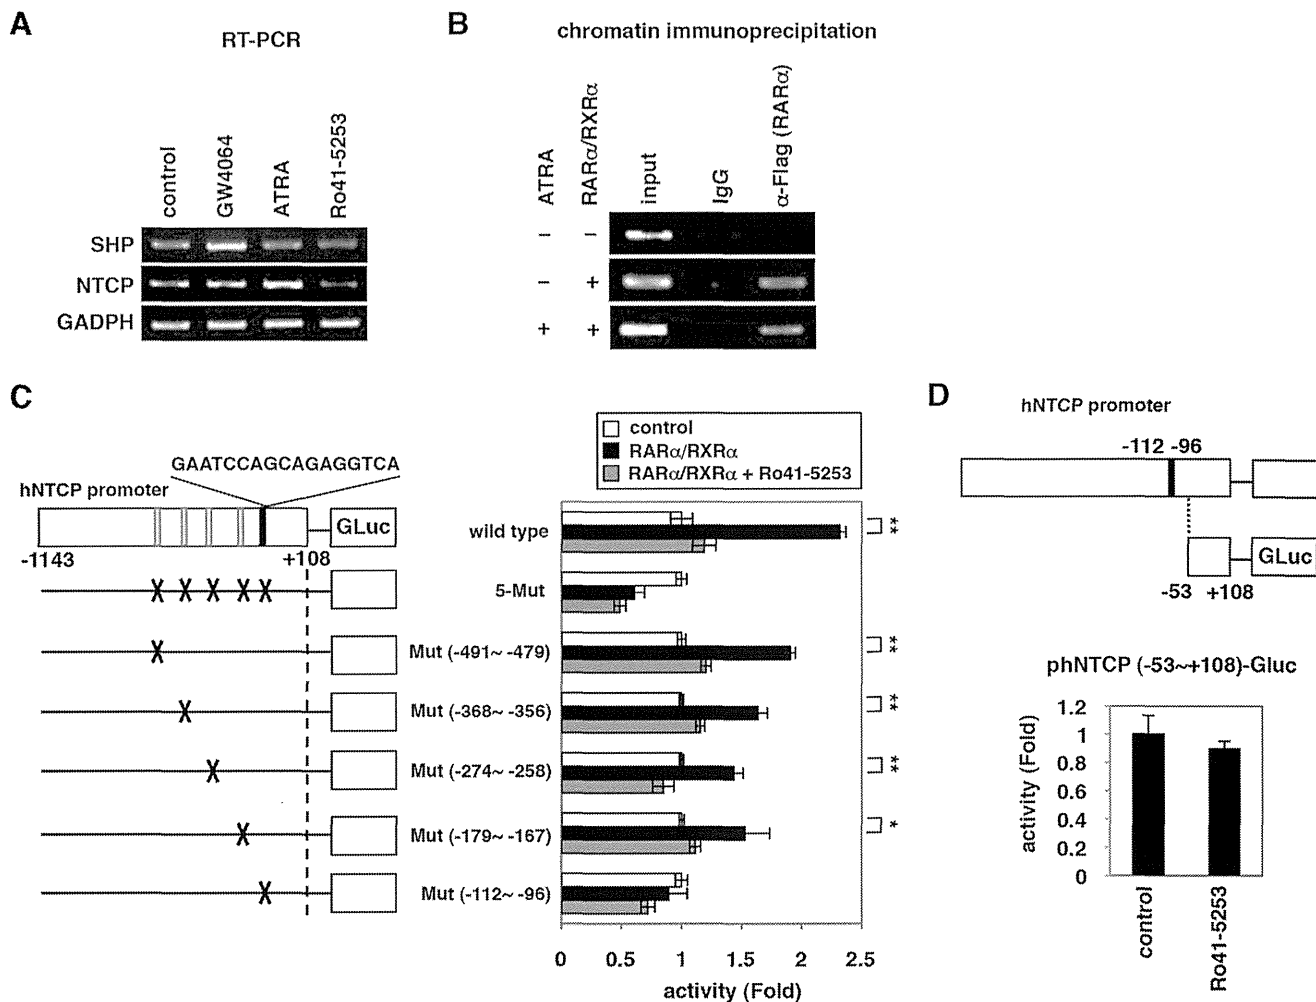 A
RT-PCR
control
GW4064
ATRA
Ro41-5253
SHP
NTCP
GADPH
B
chromatin immunoprecipitation
ATRA
RARα/RXRα
input
IgG
α-Flag (RARα)
- -
- +
+ +
C
control
RARα/RXRα
RARα/RXRα + Ro41-5253
GAATCCAGCAGAGGTCA
hNTCP promoter
GLuc
-1143
+108
X X X X X
X
X
X
X
X
wild type
5-Mut
Mut (-491~ -479)
Mut (-368~ -356)
Mut (-274~ -258)
Mut (-179~ -167)
Mut (-112~ -96)
**
**
**
**
*
0 0.5 1 1.5 2 2.5
activity (Fold)
D
hNTCP promoter
-112 -96
GLuc
-53 +108
phNTCP (-53~+108)-Gluc
activity (Fold)
1.2
1
0.8
0.6
0.4
0.2
0
control
Ro41-5253